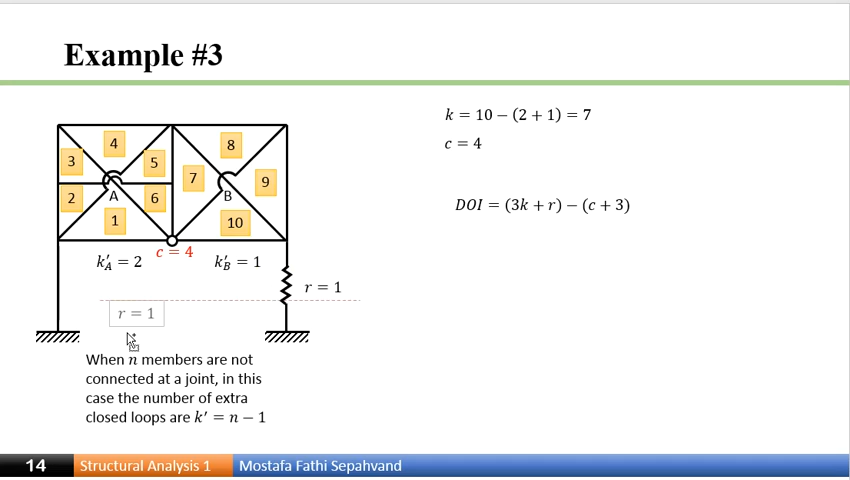 Example #3
k = 10 − (2 + 1) = 7
c = 4
DOI = (3k + r) − (c + 3)
4
8
3
5
7
9
2
A
6
B
1
10
c = 4
k′A = 2
k′B = 1
r = 1
r = 1
When n members are not
connected at a joint, in this
case the number of extra
closed loops are k′ = n − 1
14
Structural Analysis 1
Mostafa Fathi Sepahvand